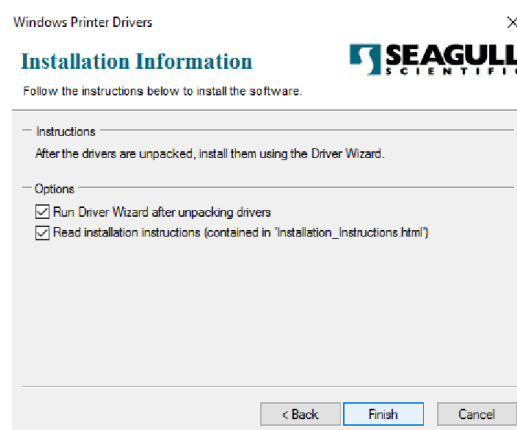 Windows Printer Drivers
Installation Information
SEAGULL
SCIENTIFIC
Follow the instructions below to install the software.
Instructions
After the drivers are unpacked, install them using the Driver Wizard.
Options
Run Driver Wizard after unpacking drivers
Read installation instructions (contained in 'Installation_Instructions.html')
< Back Finish Cancel